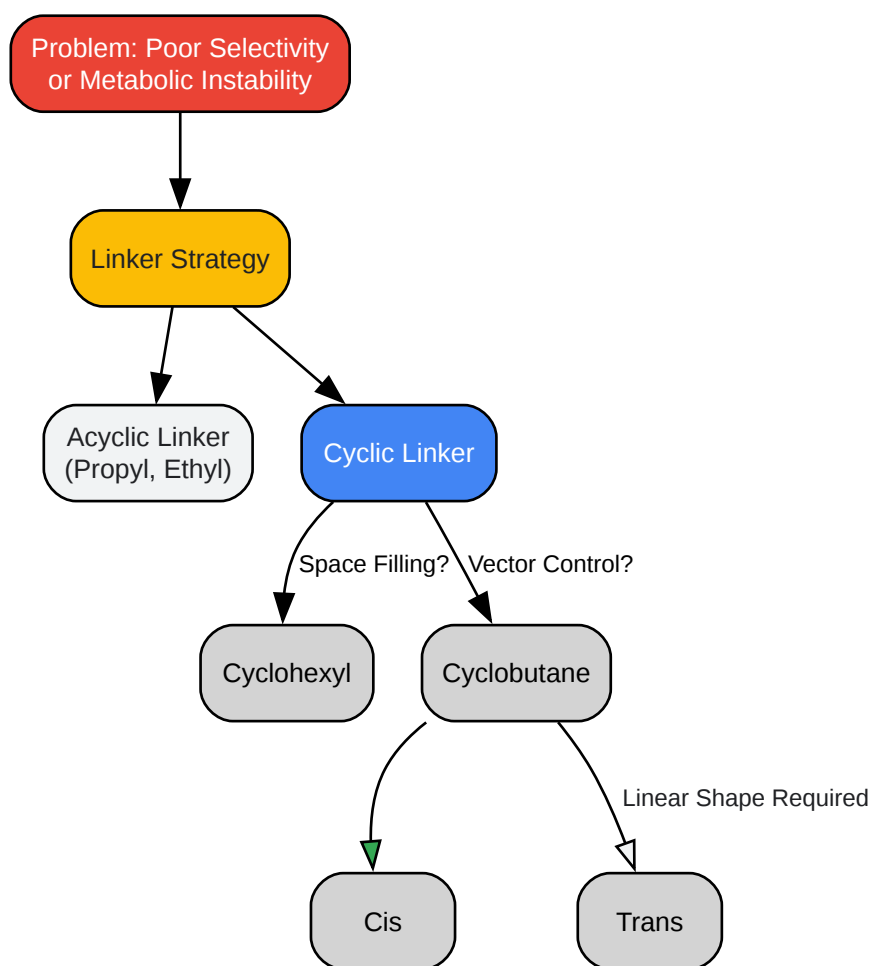 Problem: Poor Selectivity
or Metabolic Instability
Linker Strategy
Acyclic Linker
(Propyl, Ethyl)
Cyclic Linker
Space Filling?
Vector Control?
Cyclohexyl
Cyclobutane
Linear Shape Required
Cis
Trans